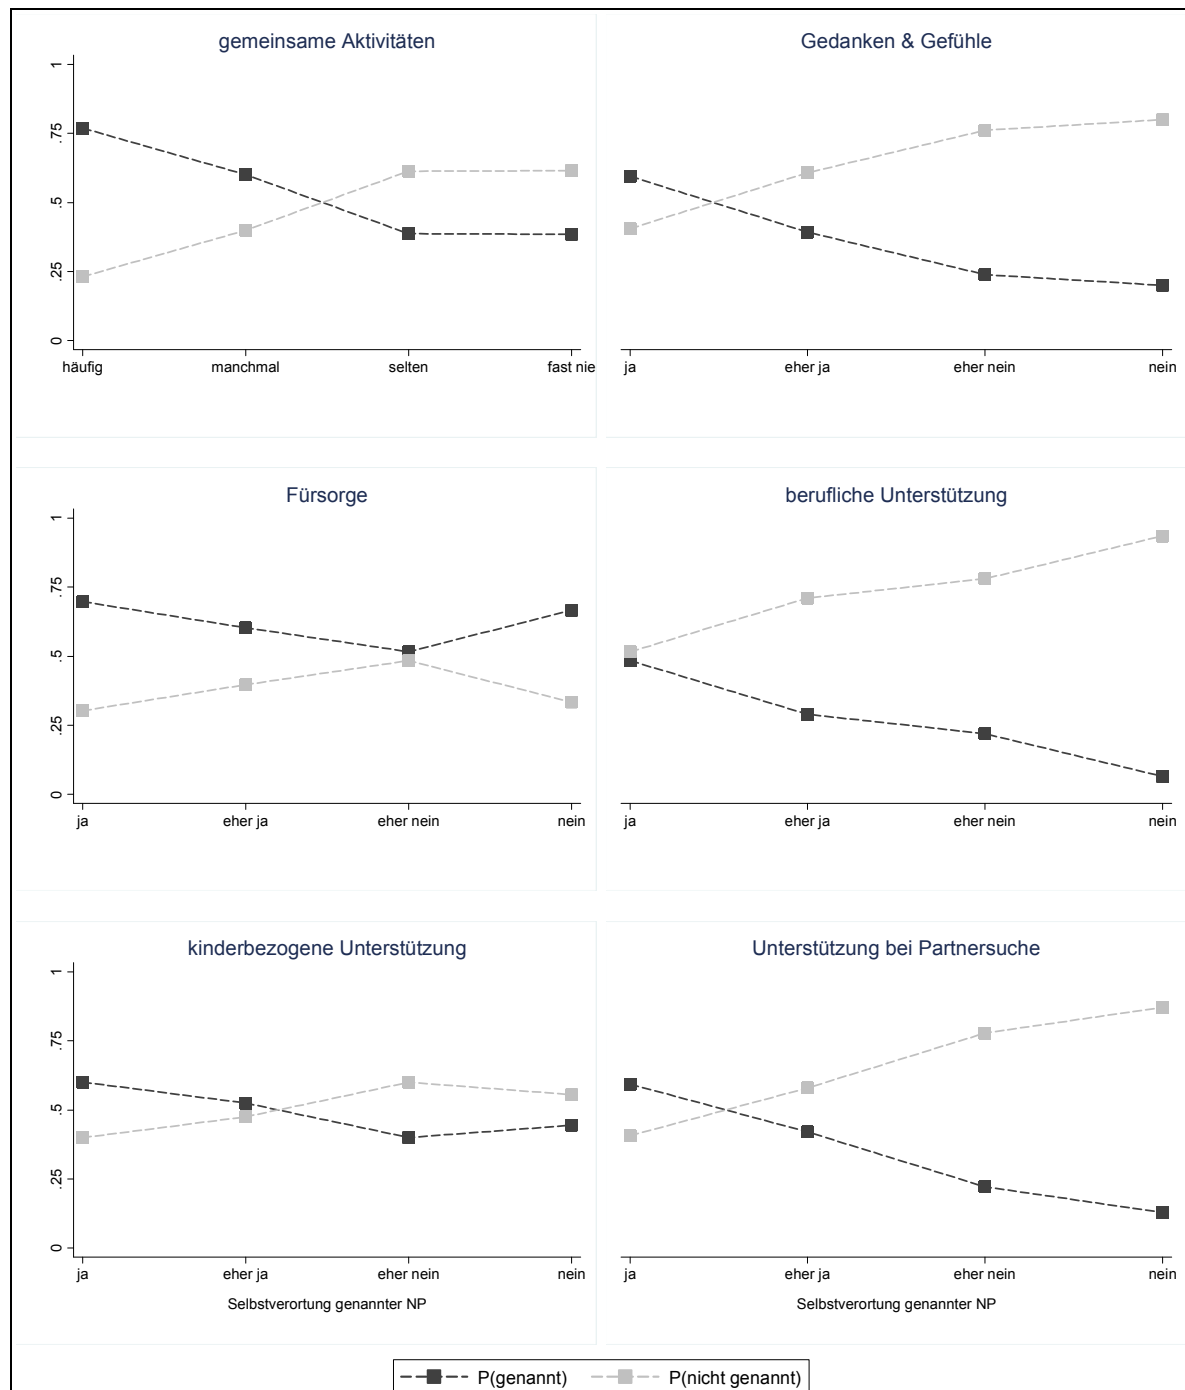 gemeinsame Aktivitäten
1
.75
.5
.25
0
häufig manchmal selten fast nie
Gedanken & Gefühle
ja eher ja eher nein nein
Fürsorge
1
.75
.5
.25
0
ja eher ja eher nein nein
berufliche Unterstützung
ja eher ja eher nein nein
kinderbezogene Unterstützung
1
.75
.5
.25
0
ja eher ja eher nein nein
Selbstverortung genannter NP
Unterstützung bei Partnersuche
ja eher ja eher nein nein
Selbstverortung genannter NP
P(genannt) P(nicht genannt)